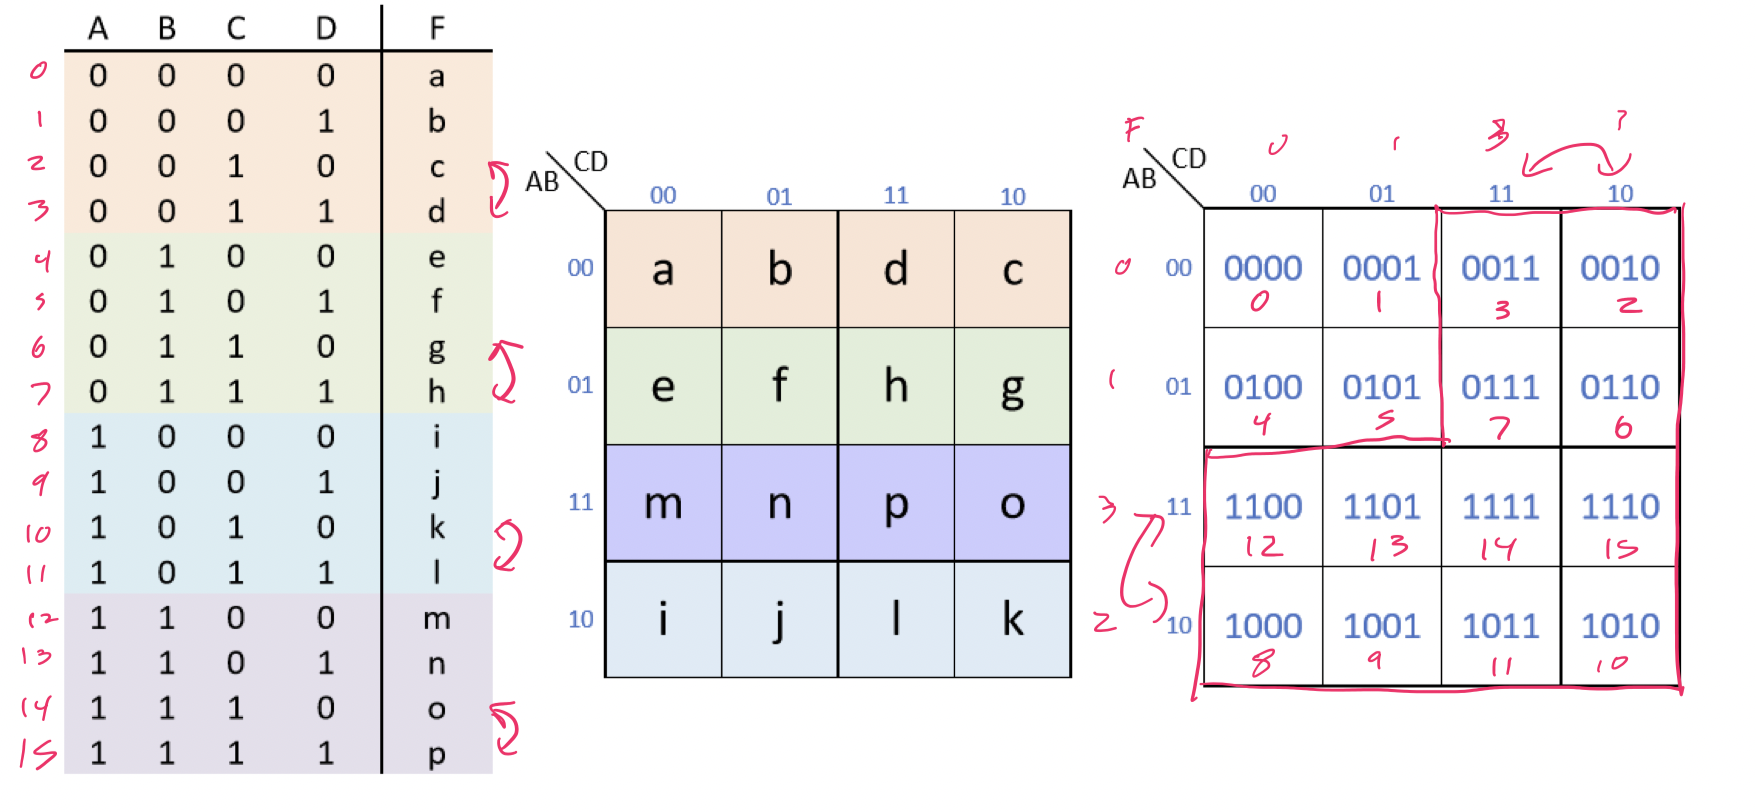 A B C D F
0 0 0 0 0 a
1 0 0 0 1 b
2 0 0 1 0 c
3 0 0 1 1 d
4 0 1 0 0 e
5 0 1 0 1 f
6 0 1 1 0 g
7 0 1 1 1 h
8 1 0 0 0 i
9 1 0 0 1 j
10 1 0 1 0 k
11 1 0 1 1 l
12 1 1 0 0 m
13 1 1 0 1 n
14 1 1 1 0 o
15 1 1 1 1 p
CD
AB
00 01 11 10
00 a b d c
01 e f h g
11 m n p o
10 i j l k
F 0 1 3
CD
AB
00 01 11 10
0 00 0000 0001 0011 0010
0 1 3 2
1 01 0100 0101 0111 0110
4 5 7 6
3 11 1100 1101 1111 1110
12 13 14 15
2 10 1000 1001 1011 1010
8 9 11 10